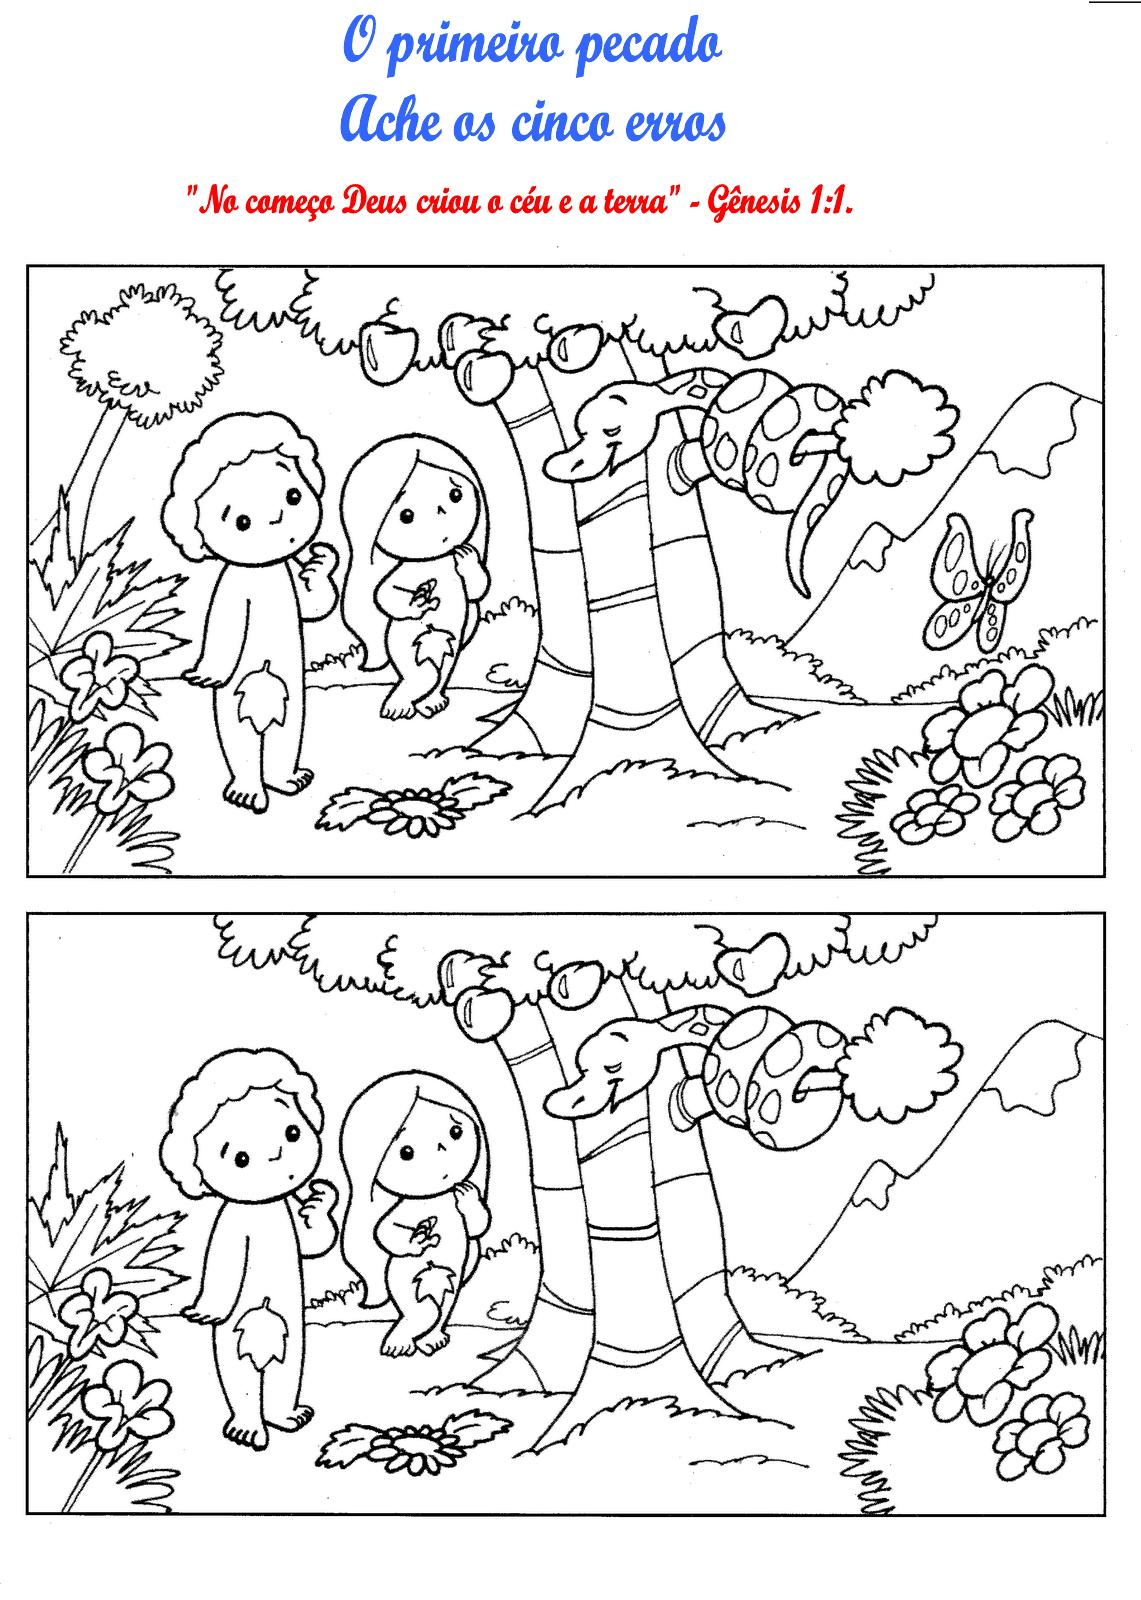 O primeiro pecado
Ache os cinco erros
"No começo Deus criou o céu e a terra" - Gênesis 1:1.